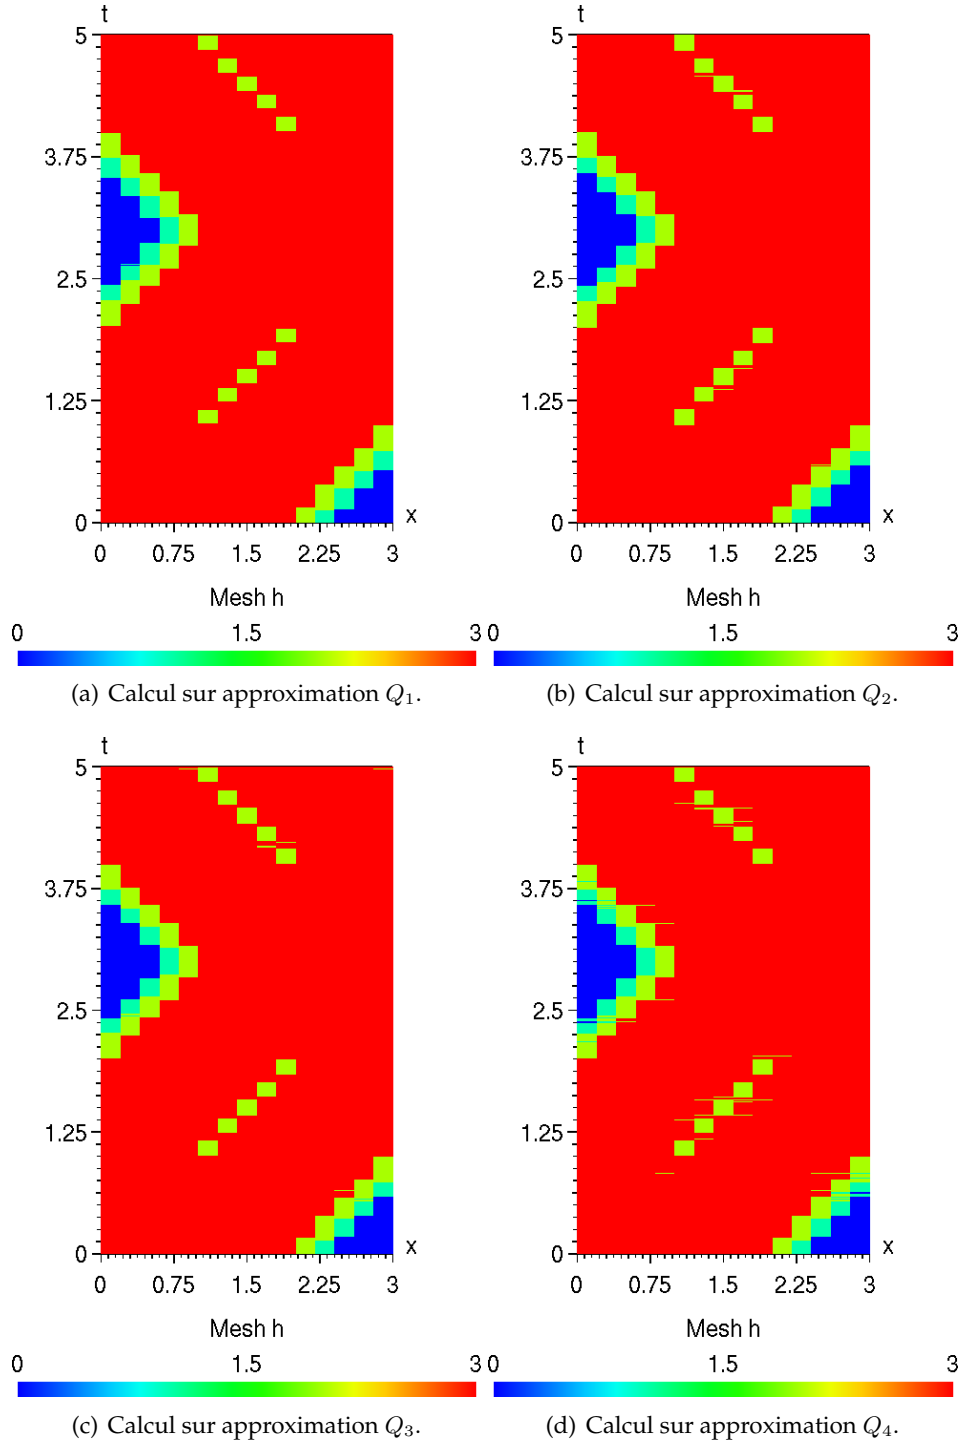 t
5
3.75
2.5
1.25
0
x
0 0.75 1.5 2.25 3
Mesh h
0 1.5 3
(a) Calcul sur approximation Q1.
t
5
3.75
2.5
1.25
0
x
0 0.75 1.5 2.25 3
Mesh h
0 1.5 3
(b) Calcul sur approximation Q2.
t
5
3.75
2.5
1.25
0
x
0 0.75 1.5 2.25 3
Mesh h
0 1.5 3
(c) Calcul sur approximation Q3.
t
5
3.75
2.5
1.25
0
x
0 0.75 1.5 2.25 3
Mesh h
0 1.5 3
(d) Calcul sur approximation Q4.